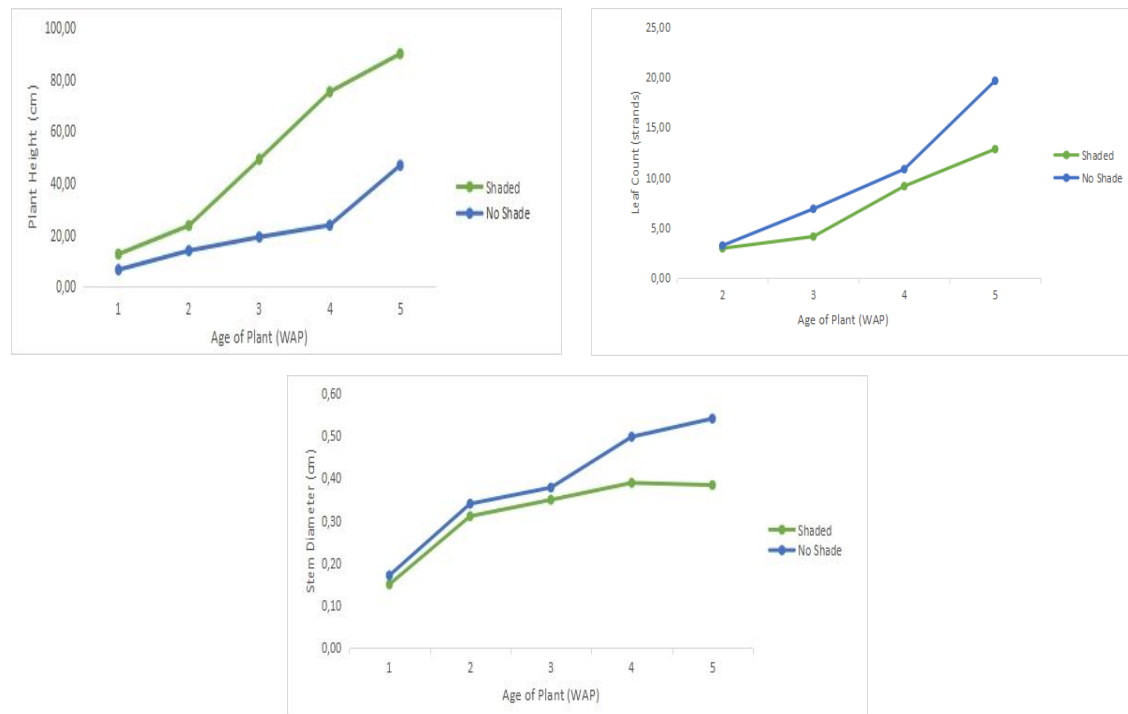 Plant Height (cm)
100,00
80,00
60,00
40,00
20,00
0,00
1 2 3 4 5
Age of Plant (WAP)
Shaded
No Shade
Leaf Count (strands)
25,00
20,00
15,00
10,00
5,00
0,00
2 3 4 5
Age of Plant (WAP)
Shaded
No Shade
Stem Diameter (cm)
0,60
0,50
0,40
0,30
0,20
0,10
0,00
1 2 3 4 5
Age of Plant (WAP)
Shaded
No Shade